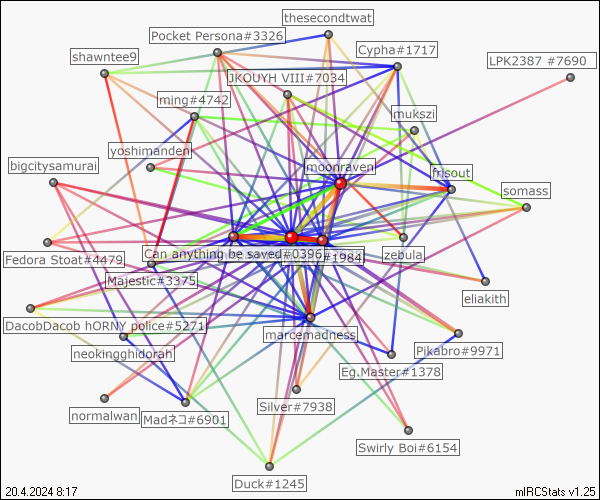 thesecondtwat
Pocket Persona#3326
Cypha#1717
shawntee9
LPK2387 #7690
JKOUYH VIII#7034
ming#4742
mukszi
yoshimanden
moonraven
bigcitysamurai
frisout
somass
Can anything be saved#0396
#1984
zebula
Fedora Stoat#4479
Majestic#3375
eliakith
DacobDacob hORNY police#5271
marcemadness
neokingghidorah
Pikabro#9971
Eg.Master#1378
normalwan
Madネコ#6901
Silver#7938
Swirly Boi#6154
Duck#1245
20.4.2024 8:17
mIRCStats v1.25